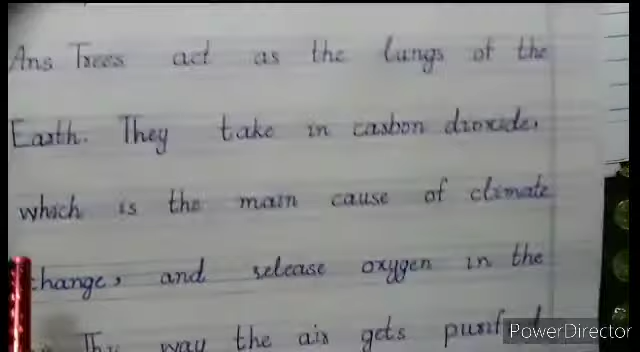 Ans Trees act as the lungs of the
Earth. They take in carbon dioxide,
which is the main cause of climate
change, and release oxygen in the
way the air gets
PowerDirector